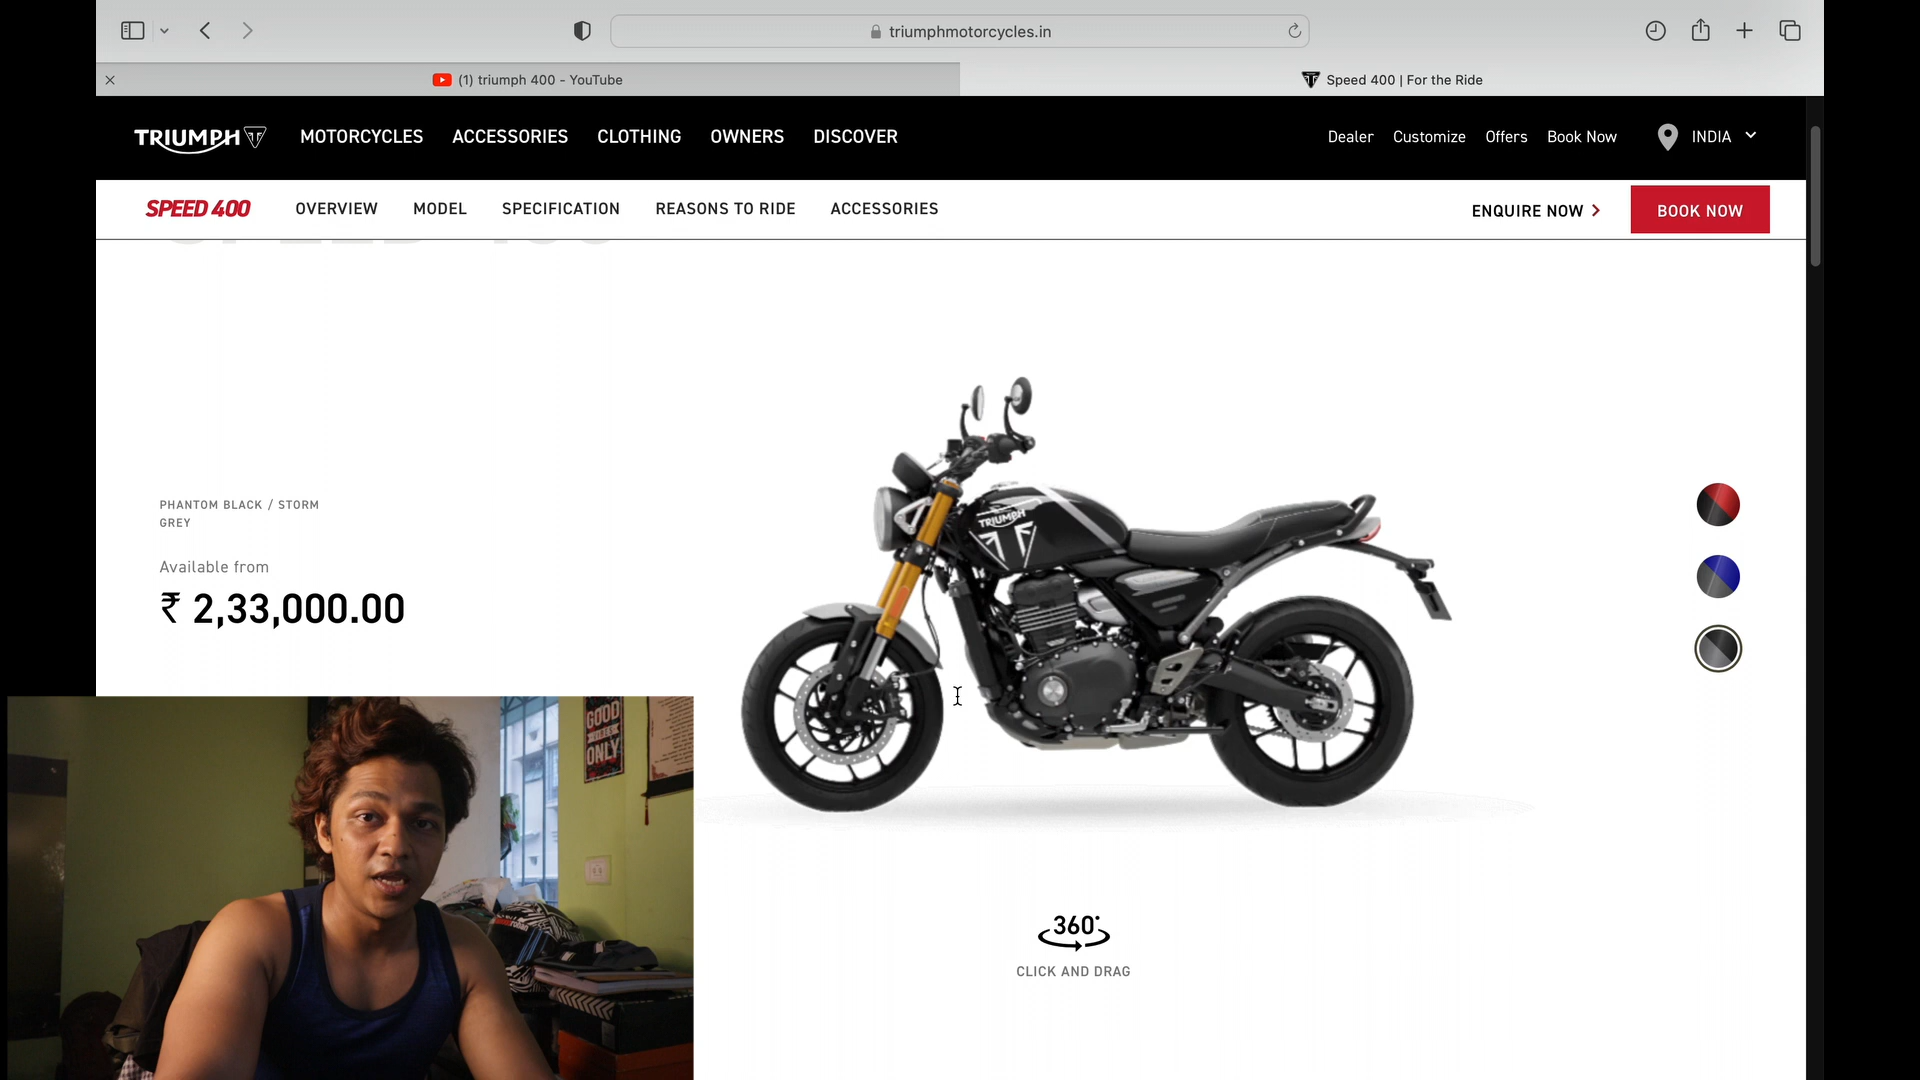 triumphmotorcycles.in
(1) triumph 400 - YouTube
Speed 400 | For the Ride
TRIUMPH
MOTORCYCLES
ACCESSORIES
CLOTHING
OWNERS
DISCOVER
Dealer
Customize
Offers
Book Now
INDIA
SPEED 400
OVERVIEW
MODEL
SPECIFICATION
REASONS TO RIDE
ACCESSORIES
ENQUIRE NOW
BOOK NOW
PHANTOM BLACK / STORM
GREY
Available from
₹ 2,33,000.00
TRIUMPH
360°
CLICK AND DRAG
GOOD
ONLY